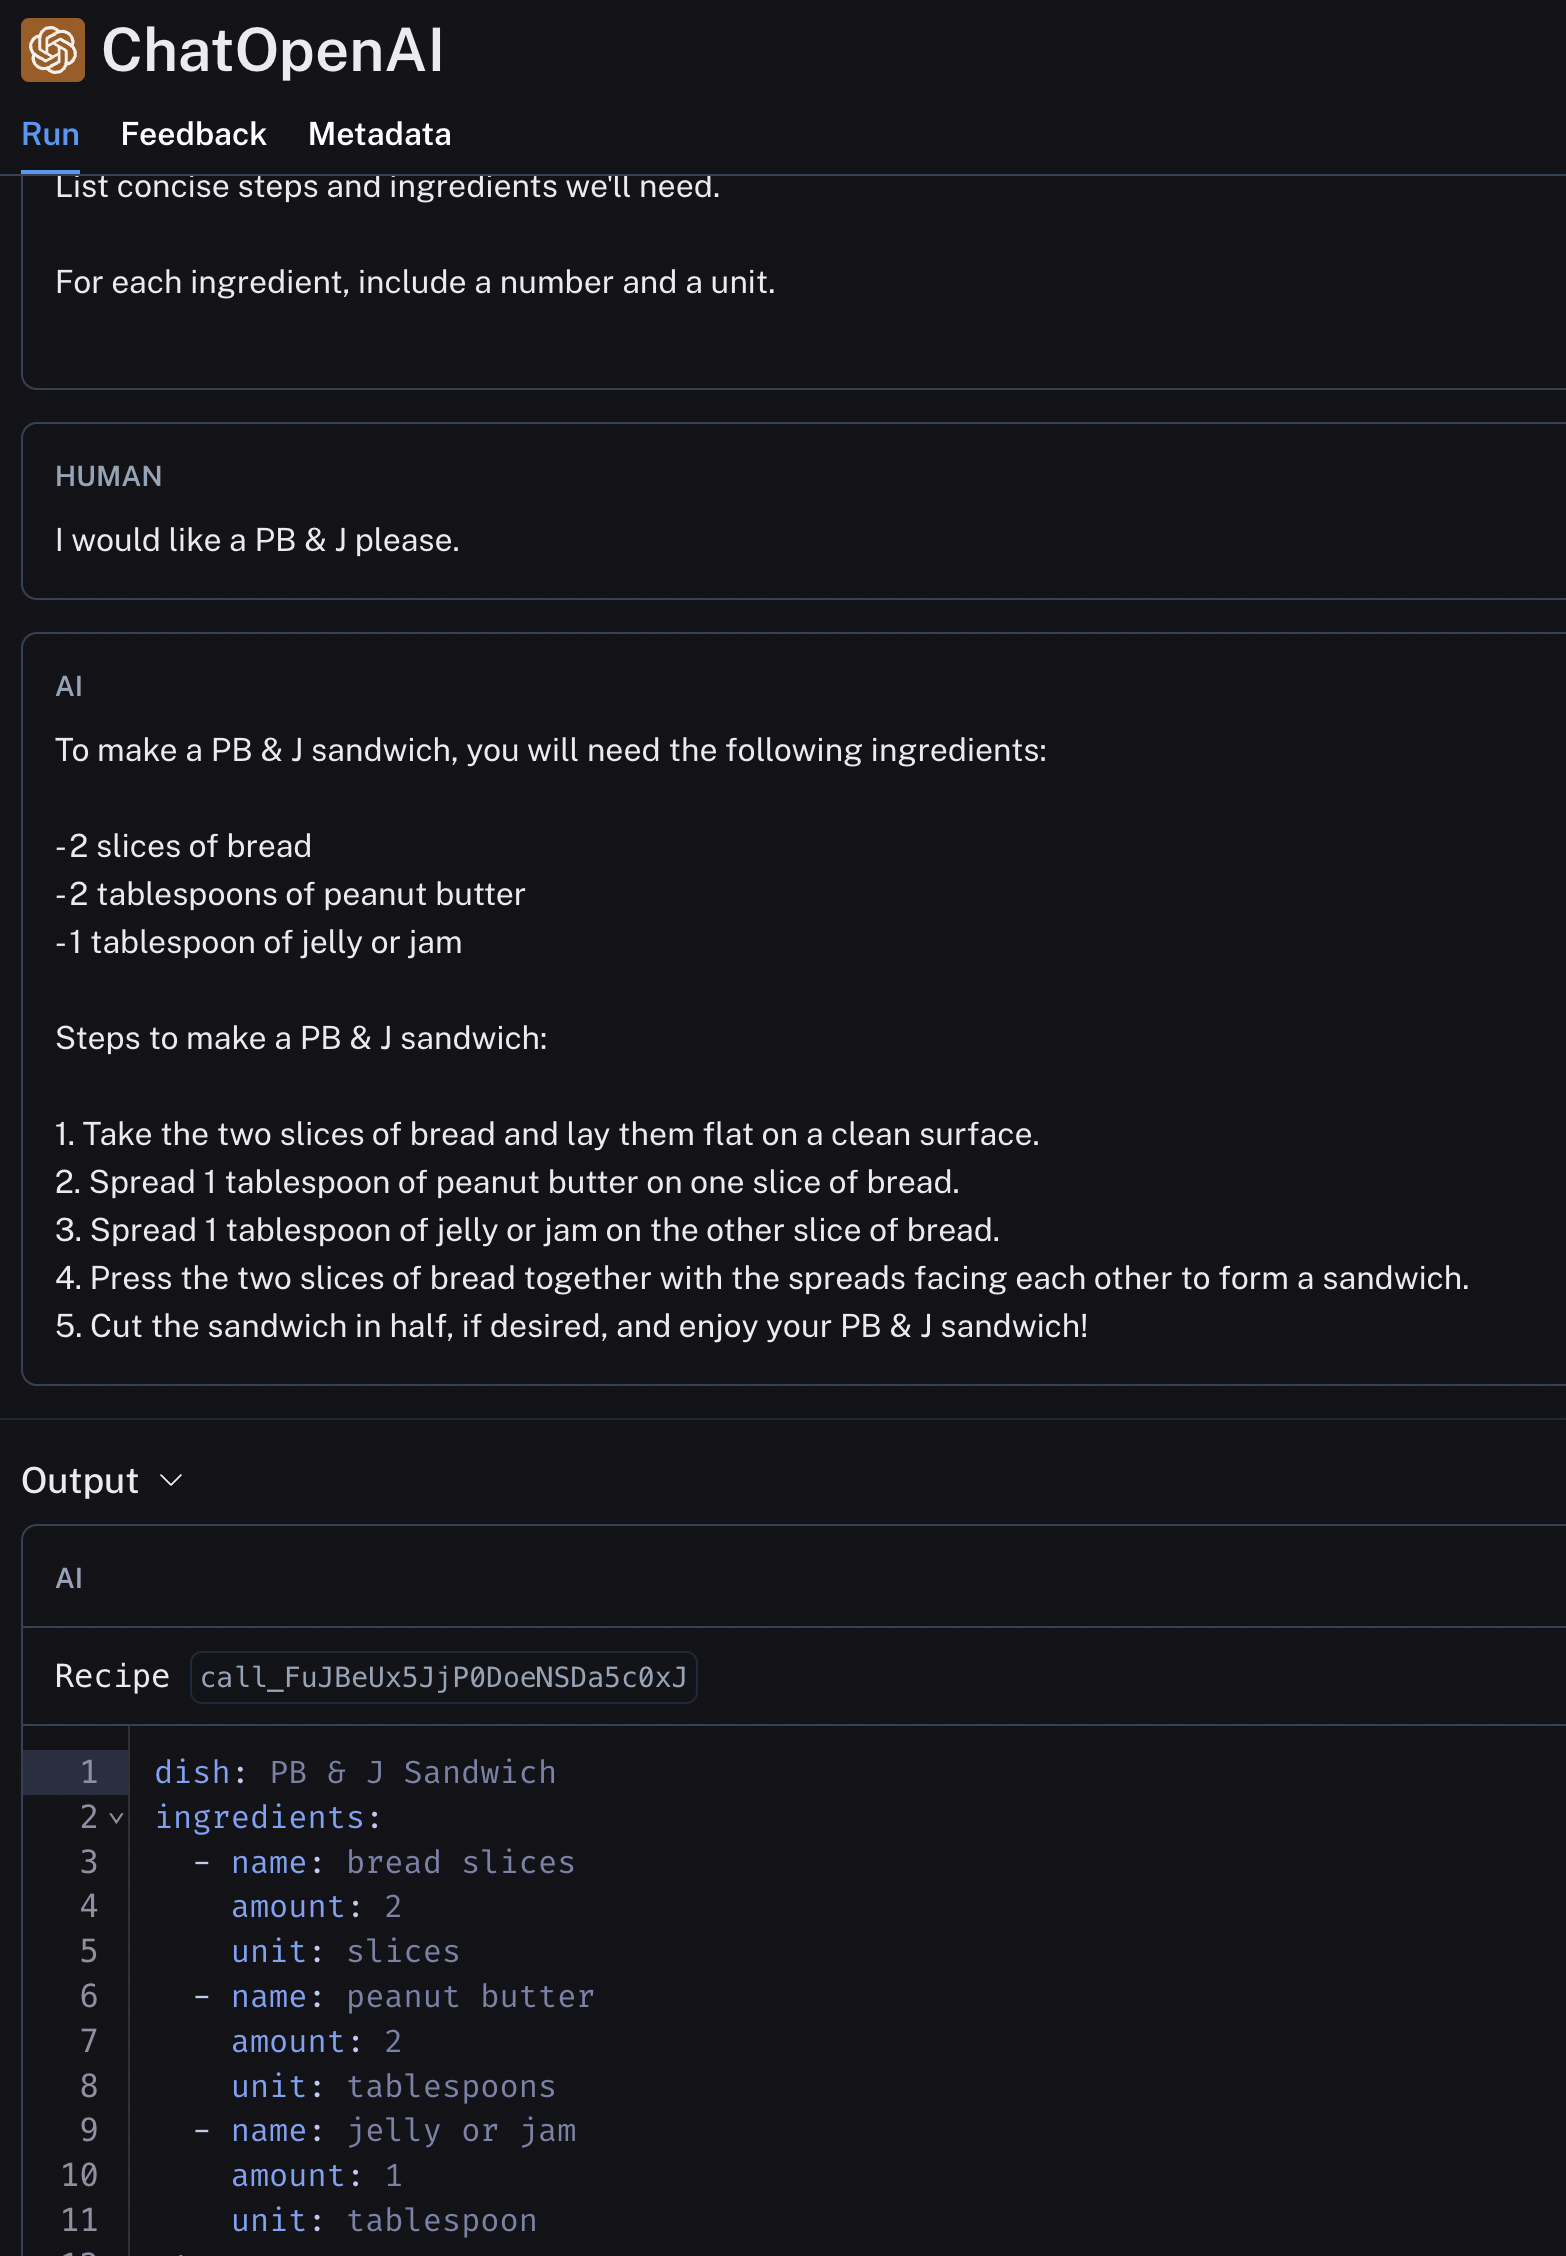 ChatOpenAI
Run Feedback Metadata
List concise steps and ingredients we'll need.
For each ingredient, include a number and a unit.
HUMAN
I would like a PB & J please.
AI
To make a PB & J sandwich, you will need the following ingredients:
- 2 slices of bread
- 2 tablespoons of peanut butter
- 1 tablespoon of jelly or jam
Steps to make a PB & J sandwich:
1. Take the two slices of bread and lay them flat on a clean surface.
2. Spread 1 tablespoon of peanut butter on one slice of bread.
3. Spread 1 tablespoon of jelly or jam on the other slice of bread.
4. Press the two slices of bread together with the spreads facing each other to form a sandwich.
5. Cut the sandwich in half, if desired, and enjoy your PB & J sandwich!
Output
AI
Recipe call_FuJBeUx5JjP0DoeNSDa5c0xJ
1 dish: PB & J Sandwich
2 ingredients:
3 - name: bread slices
4 amount: 2
5 unit: slices
6 - name: peanut butter
7 amount: 2
8 unit: tablespoons
9 - name: jelly or jam
10 amount: 1
11 unit: tablespoon